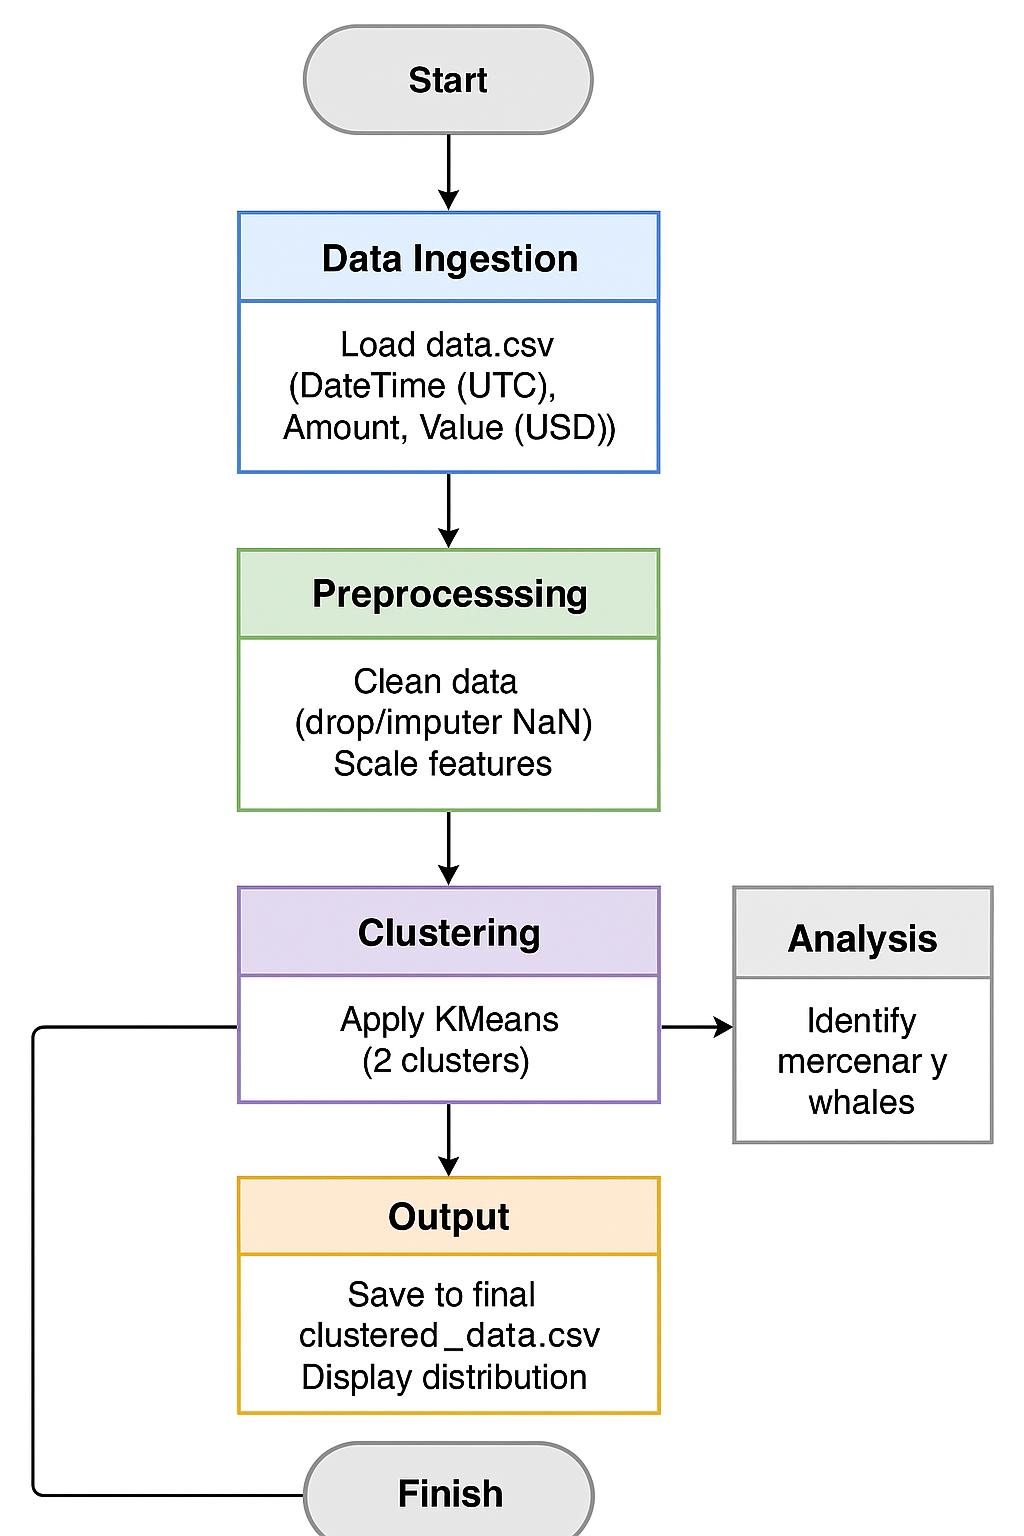 Start
Data Ingestion
Load data.csv
(DateTime (UTC),
Amount, Value (USD))
Preprocesssing
Clean data
(drop/imputer NaN)
Scale features
Clustering
Apply KMeans
(2 clusters)
Analysis
Identify
mercenar y
whales
Output
Save to final
clustered_data.csv
Display distribution
Finish